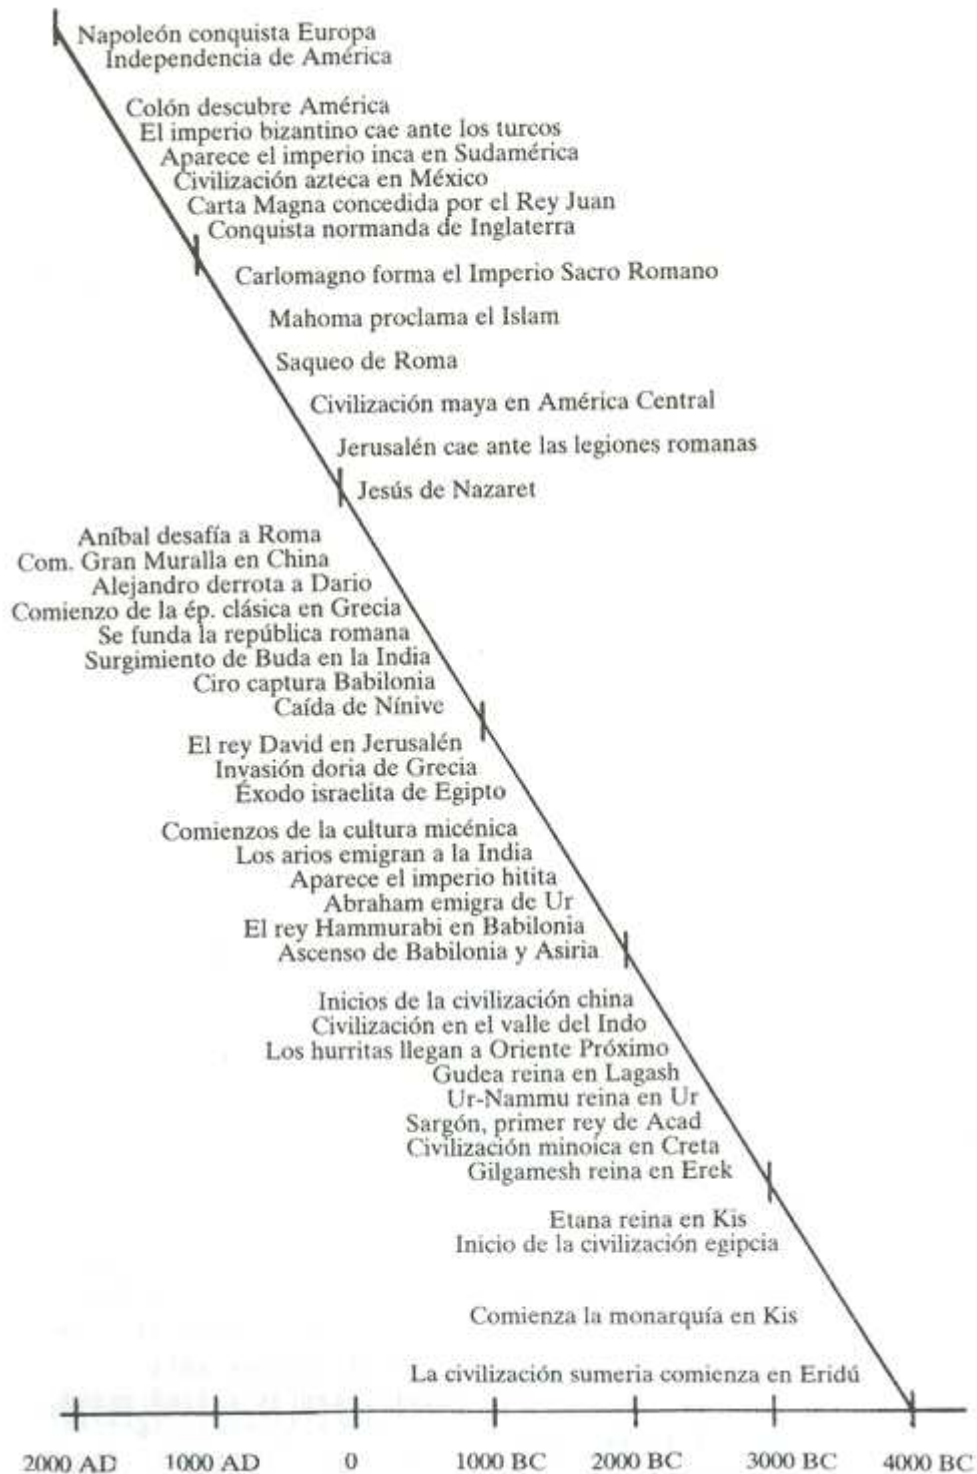 Napoleón conquista Europa
Independencia de América
Colón descubre América
El imperio bizantino cae ante los turcos
Aparece el imperio inca en Sudamérica
Civilización azteca en México
Carta Magna concedida por el Rey Juan
Conquista normanda de Inglaterra
Carlomagno forma el Imperio Sacro Romano
Mahoma proclama el Islam
Saqueo de Roma
Civilización maya en América Central
Jerusalén cae ante las legiones romanas
Jesús de Nazaret
Aníbal desafía a Roma
Com. Gran Muralla en China
Alejandro derrota a Dario
Comienzo de la ép. clásica en Grecia
Se funda la república romana
Surgimiento de Buda en la India
Ciro captura Babilonia
Caída de Nínive
El rey David en Jerusalén
Invasión doria de Grecia
Éxodo israelita de Egipto
Comienzos de la cultura micénica
Los arios emigran a la India
Aparece el imperio hitita
Abraham emigra de Ur
El rey Hammurabi en Babilonia
Ascenso de Babilonia y Asiria
Inicios de la civilización china
Civilización en el valle del Indo
Los hurritas llegan a Oriente Próximo
Gudea reina en Lagash
Ur-Nammu reina en Ur
Sargón, primer rey de Acad
Civilización minoica en Creta
Gilgamesh reina en Erek
Etana reina en Kis
Inicio de la civilización egipcia
Comienza la monarquía en Kis
La civilización sumeria comienza en Eridú
2000 AD 1000 AD 0 1000 BC 2000 BC 3000 BC 4000 BC